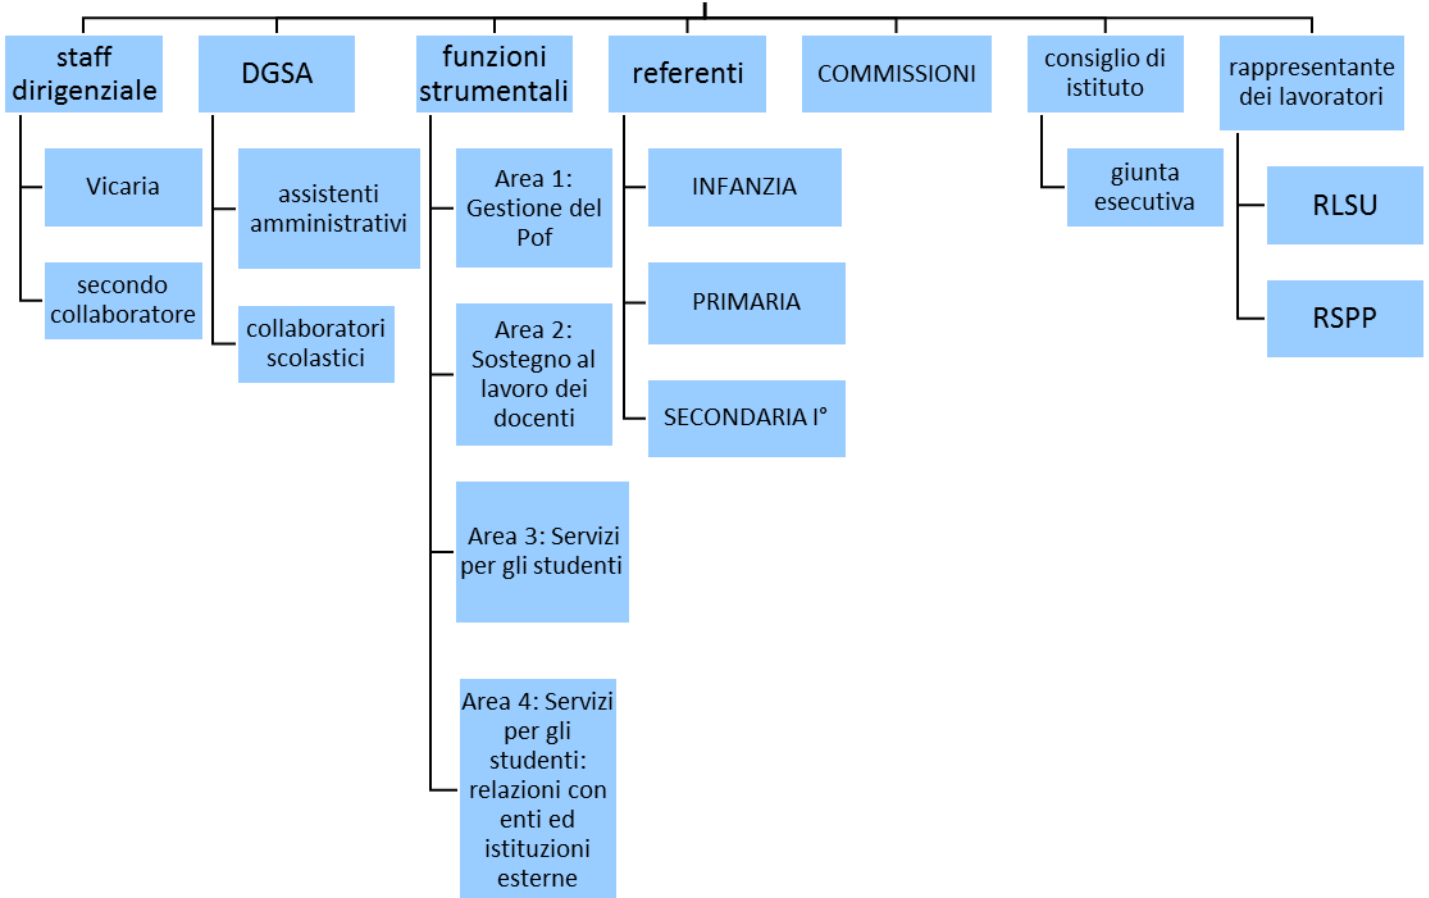 staff
dirigenziale
Vicaria
secondo
collaboratore
DGSA
assistenti
amministrativi
collaboratori
scolastici
funzioni
strumentali
Area 1:
Gestione del
Pof
Area 2:
Sostegno al
lavoro dei
docenti
Area 3: Servizi
per gli studenti
Area 4: Servizi
per gli
studenti:
relazioni con
enti ed
istituzioni
esterne
referenti
INFANZIA
PRIMARIA
SECONDARIA I°
COMMISSIONI
consiglio di
istituto
giunta
esecutiva
rappresentante
dei lavoratori
RLSU
RSPP